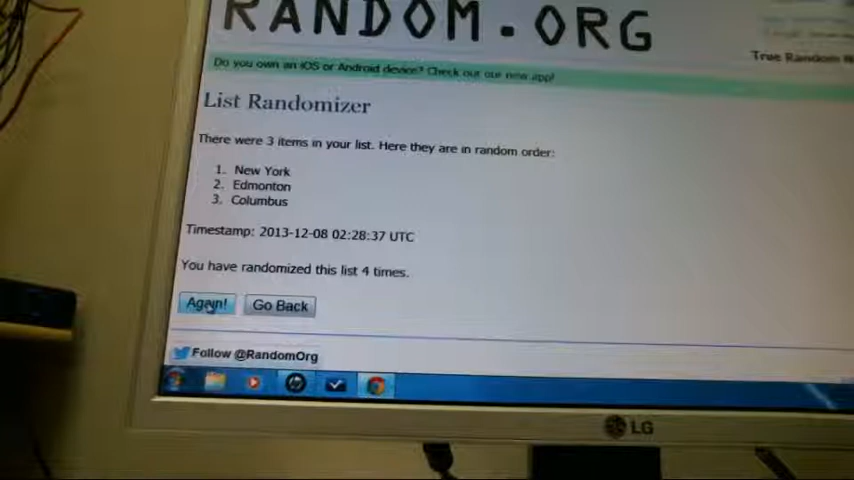 RANDOM.ORG
True Random
Do you own an iOS or Android device? Check out our new app!
List Randomizer
There were 3 items in your list. Here they are in random order:
1. New York
2. Edmonton
3. Columbus
Timestamp: 2013-12-08 02:28:37 UTC
You have randomized this list 4 times.
Again! Go Back
Follow @RandomOrg
LG